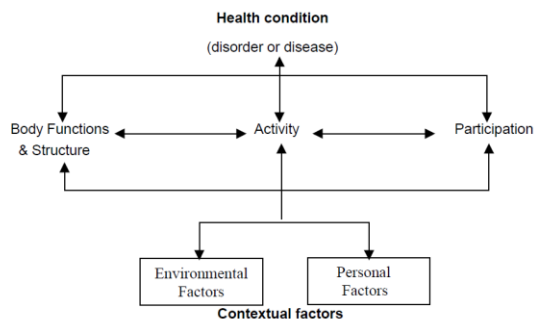 Health condition
(disorder or disease)
Body Functions
& Structure
Activity
Participation
Environmental
Factors
Personal
Factors
Contextual factors